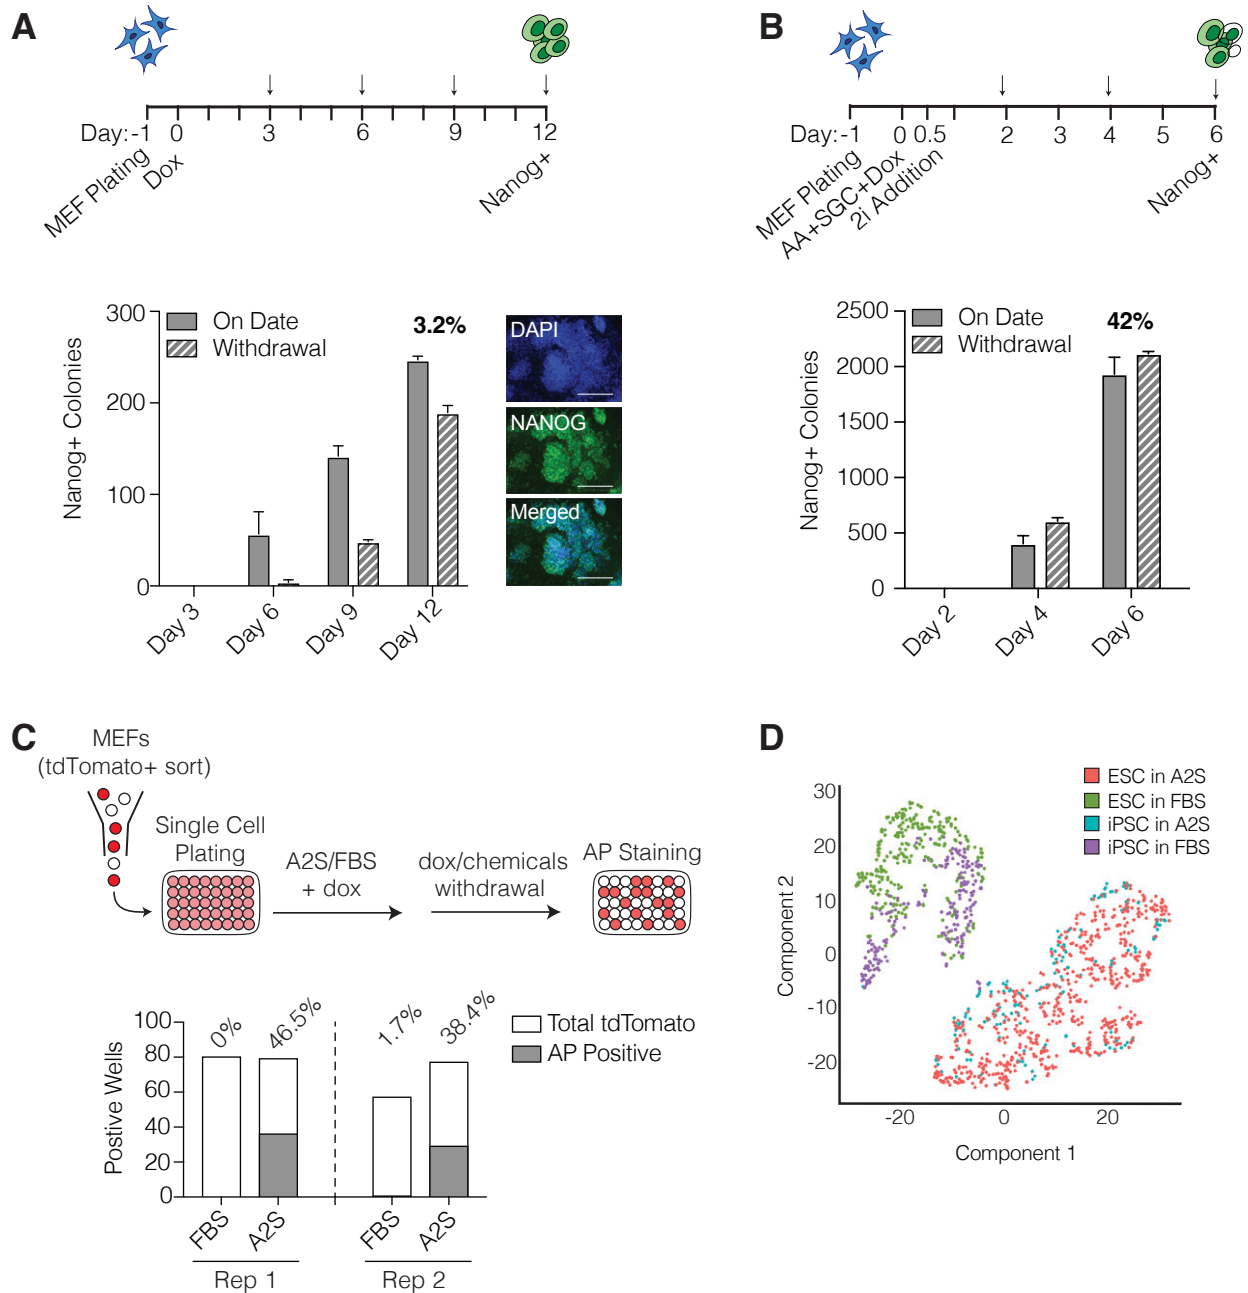 A
Day: -1 0 3 6 9 12
MEF Plating
Dox
Nanog+
300
200
100
0
Nanog+ Colonies
On Date
Withdrawal
3.2%
Day 3
Day 6
Day 9
Day 12
DAPI
NANOG
Merged
B
Day: -1 0 0.5 2 3 4 5 6
MEF Plating
AA+SGC+Dox
2i Addition
Nanog+
2500
2000
1500
1000
500
0
Nanog+ Colonies
On Date
Withdrawal
42%
Day 2
Day 4
Day 6
C
MEFs
(tdTomato+ sort)
Single Cell
Plating
A2S/FBS
+ dox
dox/chemicals
withdrawal
AP Staining
100
80
60
40
20
0
Postive Wells
0%
46.5%
1.7%
38.4%
Total tdTomato
AP Positive
FBS
A2S
FBS
A2S
Rep 1
Rep 2
D
ESC in A2S
ESC in FBS
iPSC in A2S
iPSC in FBS
30
20
10
0
-10
-20
Component 2
-20 0 20
Component 1